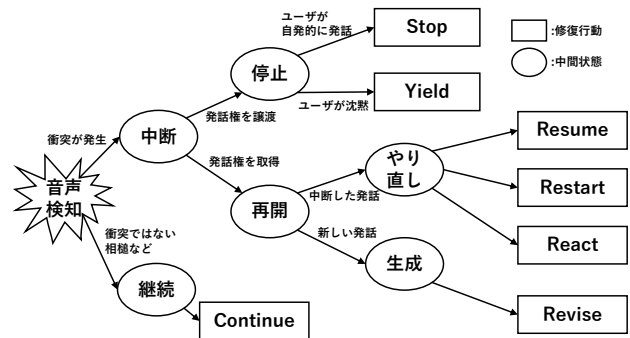 ユーザが
自発的に発話
Stop
:修復行動
停止
:中間状態
Yield
ユーザが沈黙
発話権を譲渡
衝突が発生
中断
Resume
発話権を取得
やり
直し
音声
検知
中断した発話
Restart
再開
新しい発話
React
衝突ではない
相槌など
生成
継続
Continue
Revise